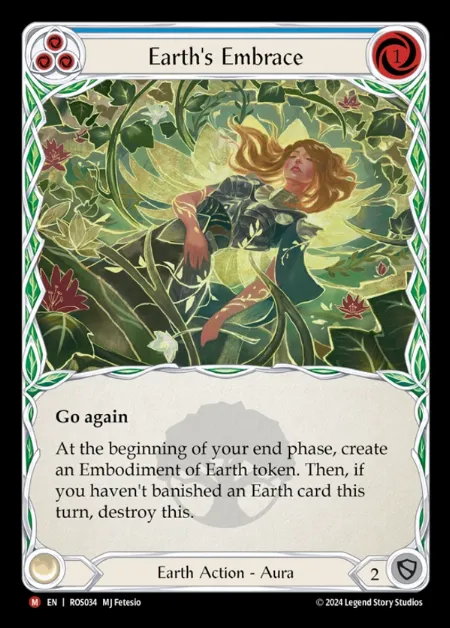 Earth's Embrace
1
Go again
At the beginning of your end phase, create
an Embodiment of Earth token. Then, if
you haven't banished an Earth card this
turn, destroy this.
Earth Action - Aura
2
M EN | ROS034 MJ Fetesio
© 2024 Legend Story Studios